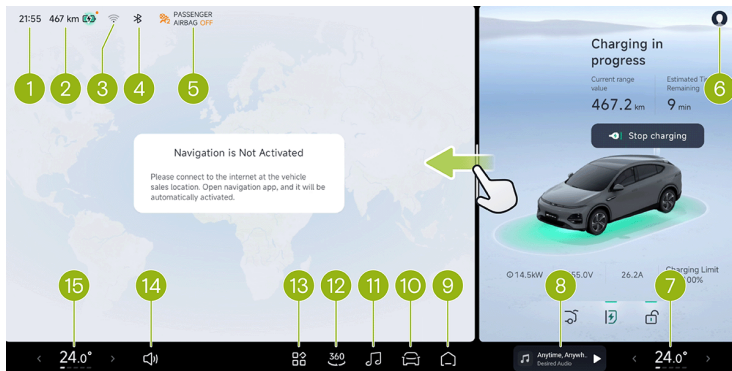 21:55 467 km
PASSENGER
AIRBAG OFF
1 2 3 4 5
Charging in
progress
Current range
value
Estimated
Remaining
6
467.2 km
9 min
Stop charging
Navigation is Not Activated
Please connect to the internet at the vehicle
sales location. Open navigation app, and it will be
automatically activated.
14.5kW
55.0V
26.2A
Charging Limit
00%
15 14 13 12 11 10 9 8 7
< 24.0° >
360
Anytime, Anywh..
Desired Audio
< 24.0° >